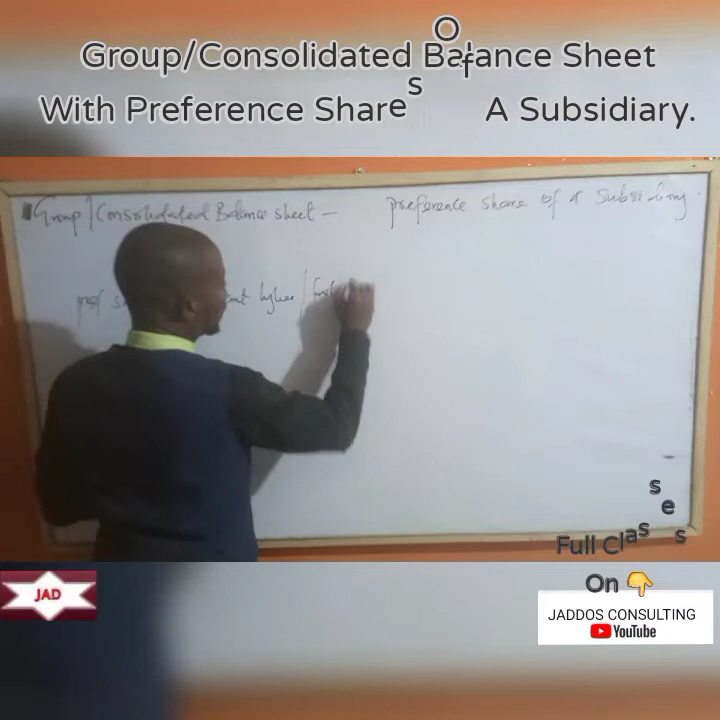 Group/Consolidated Balance Sheet
With Preference Shares Of A Subsidiary.
Group/Consolidated Balance sheet - preference share of a Subsidiary
JAD
Full Classes
On 👇
JADDOS CONSULTING
YouTube